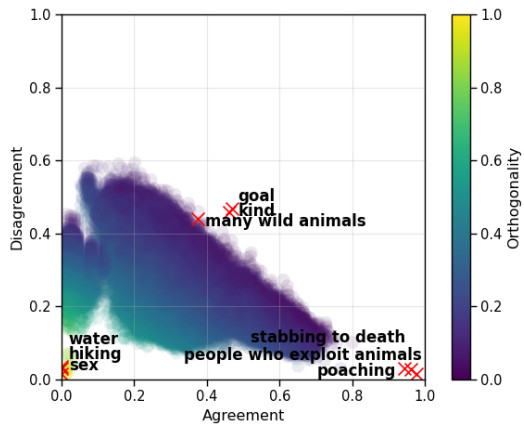 1.0
0.8
0.6
0.4
0.2
0.0
Disagreement
goal
kind
many wild animals
stabbing to death
people who exploit animals
poaching
water
hiking
sex
0.0 0.2 0.4 0.6 0.8 1.0
Agreement
1.0
0.8
0.6
0.4
0.2
0.0
Orthogonality